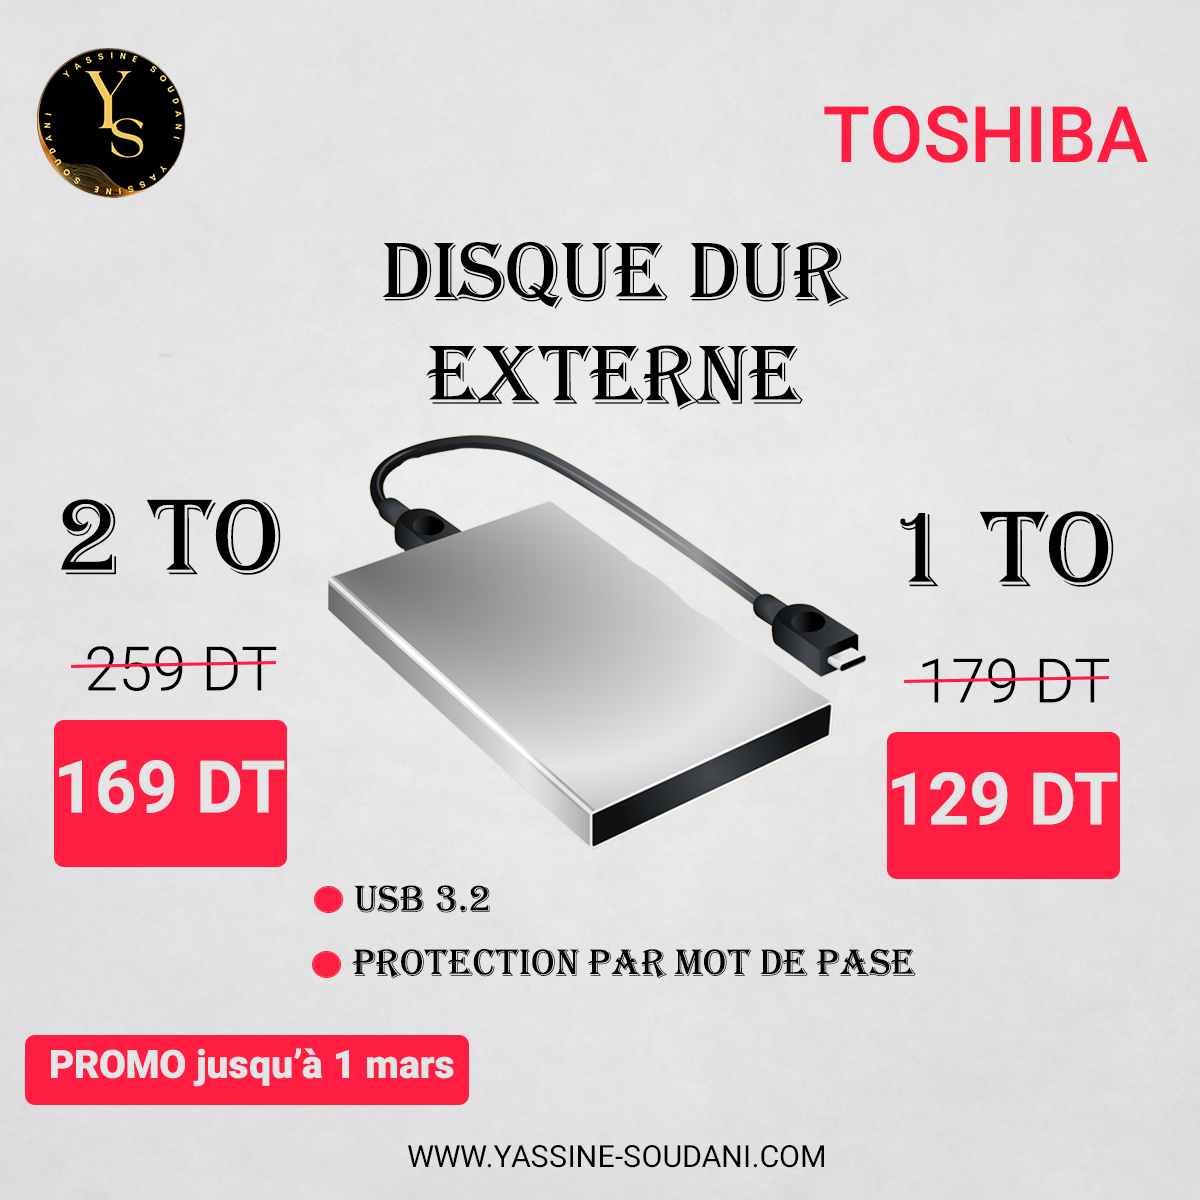 YASSINE SOUDANI
YASSINE SOUDANI
YS
TOSHIBA
DISQUE DUR
EXTERNE
2 TO
259 DT
169 DT
1 TO
179 DT
129 DT
USB 3.2
PROTECTION PAR MOT DE PASE
PROMO jusqu’à 1 mars
WWW.YASSINE-SOUDANI.COM